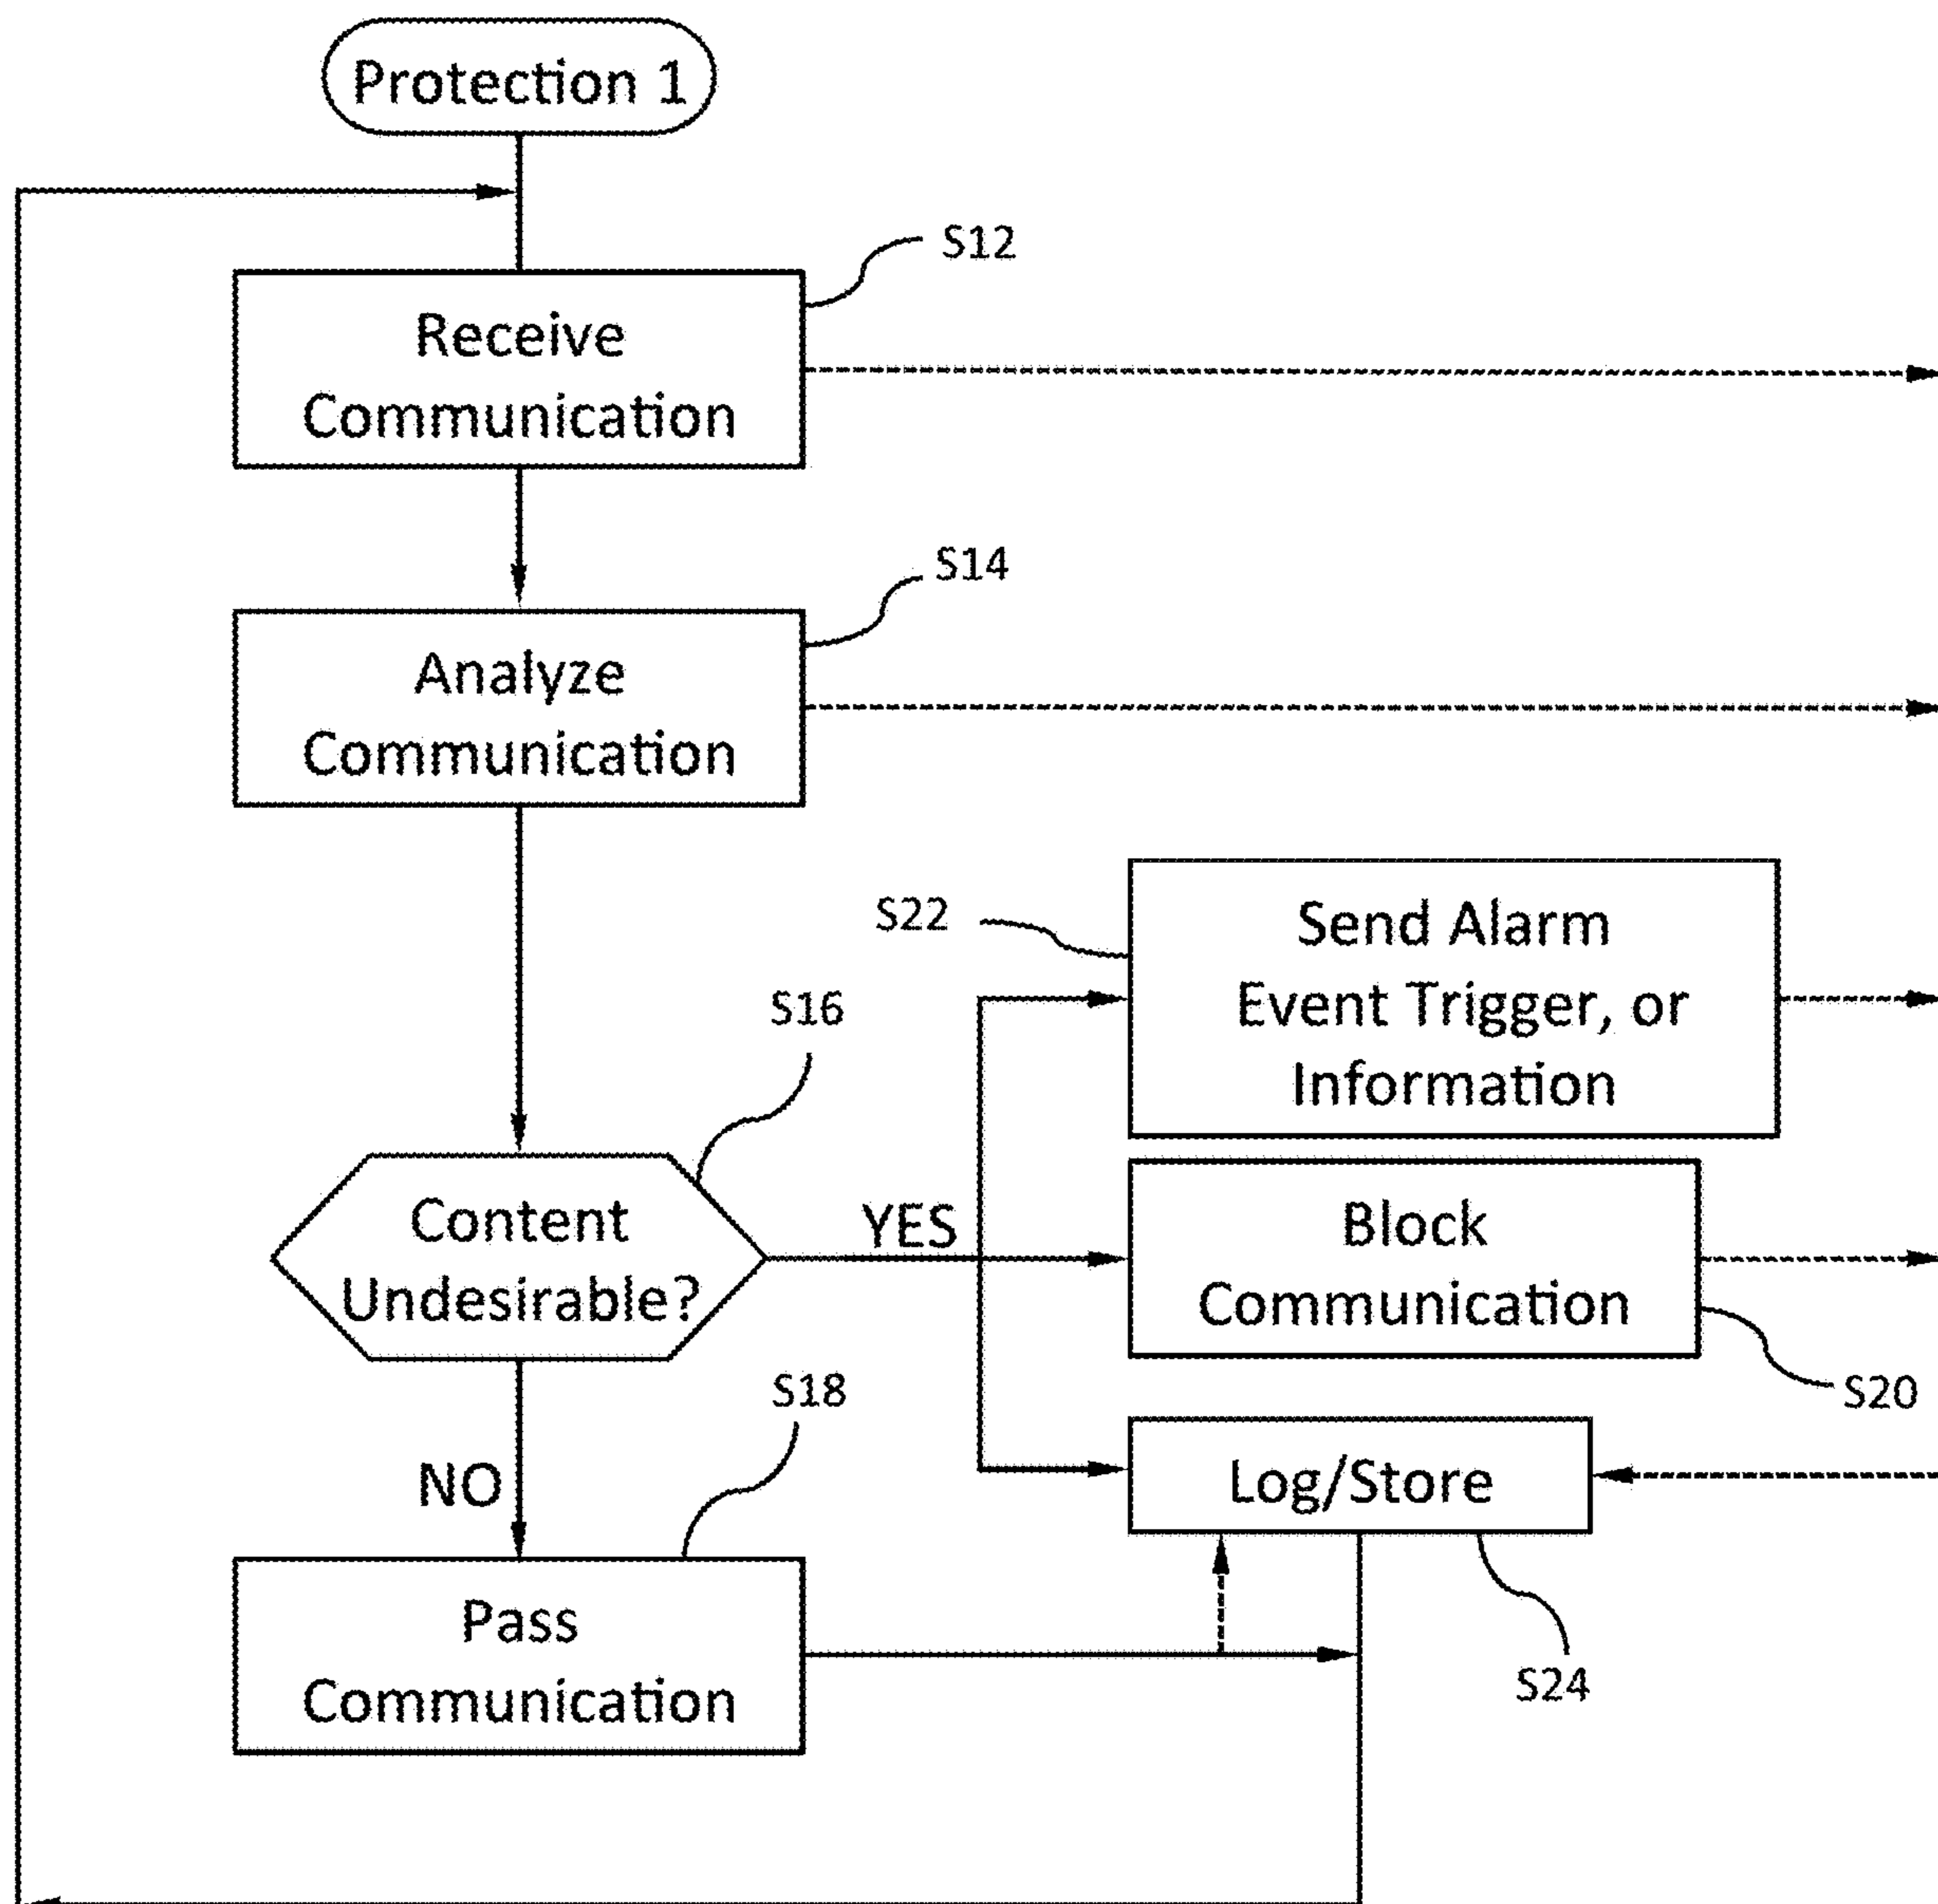 Protection 1
S12
Receive
Communication
S14
Analyze
Communication
S22
Send Alarm
Event Trigger, or
Information
S16
Content
Undesirable?
YES
Block
Communication
S20
S18
NO
Log/Store
Pass
Communication
S24